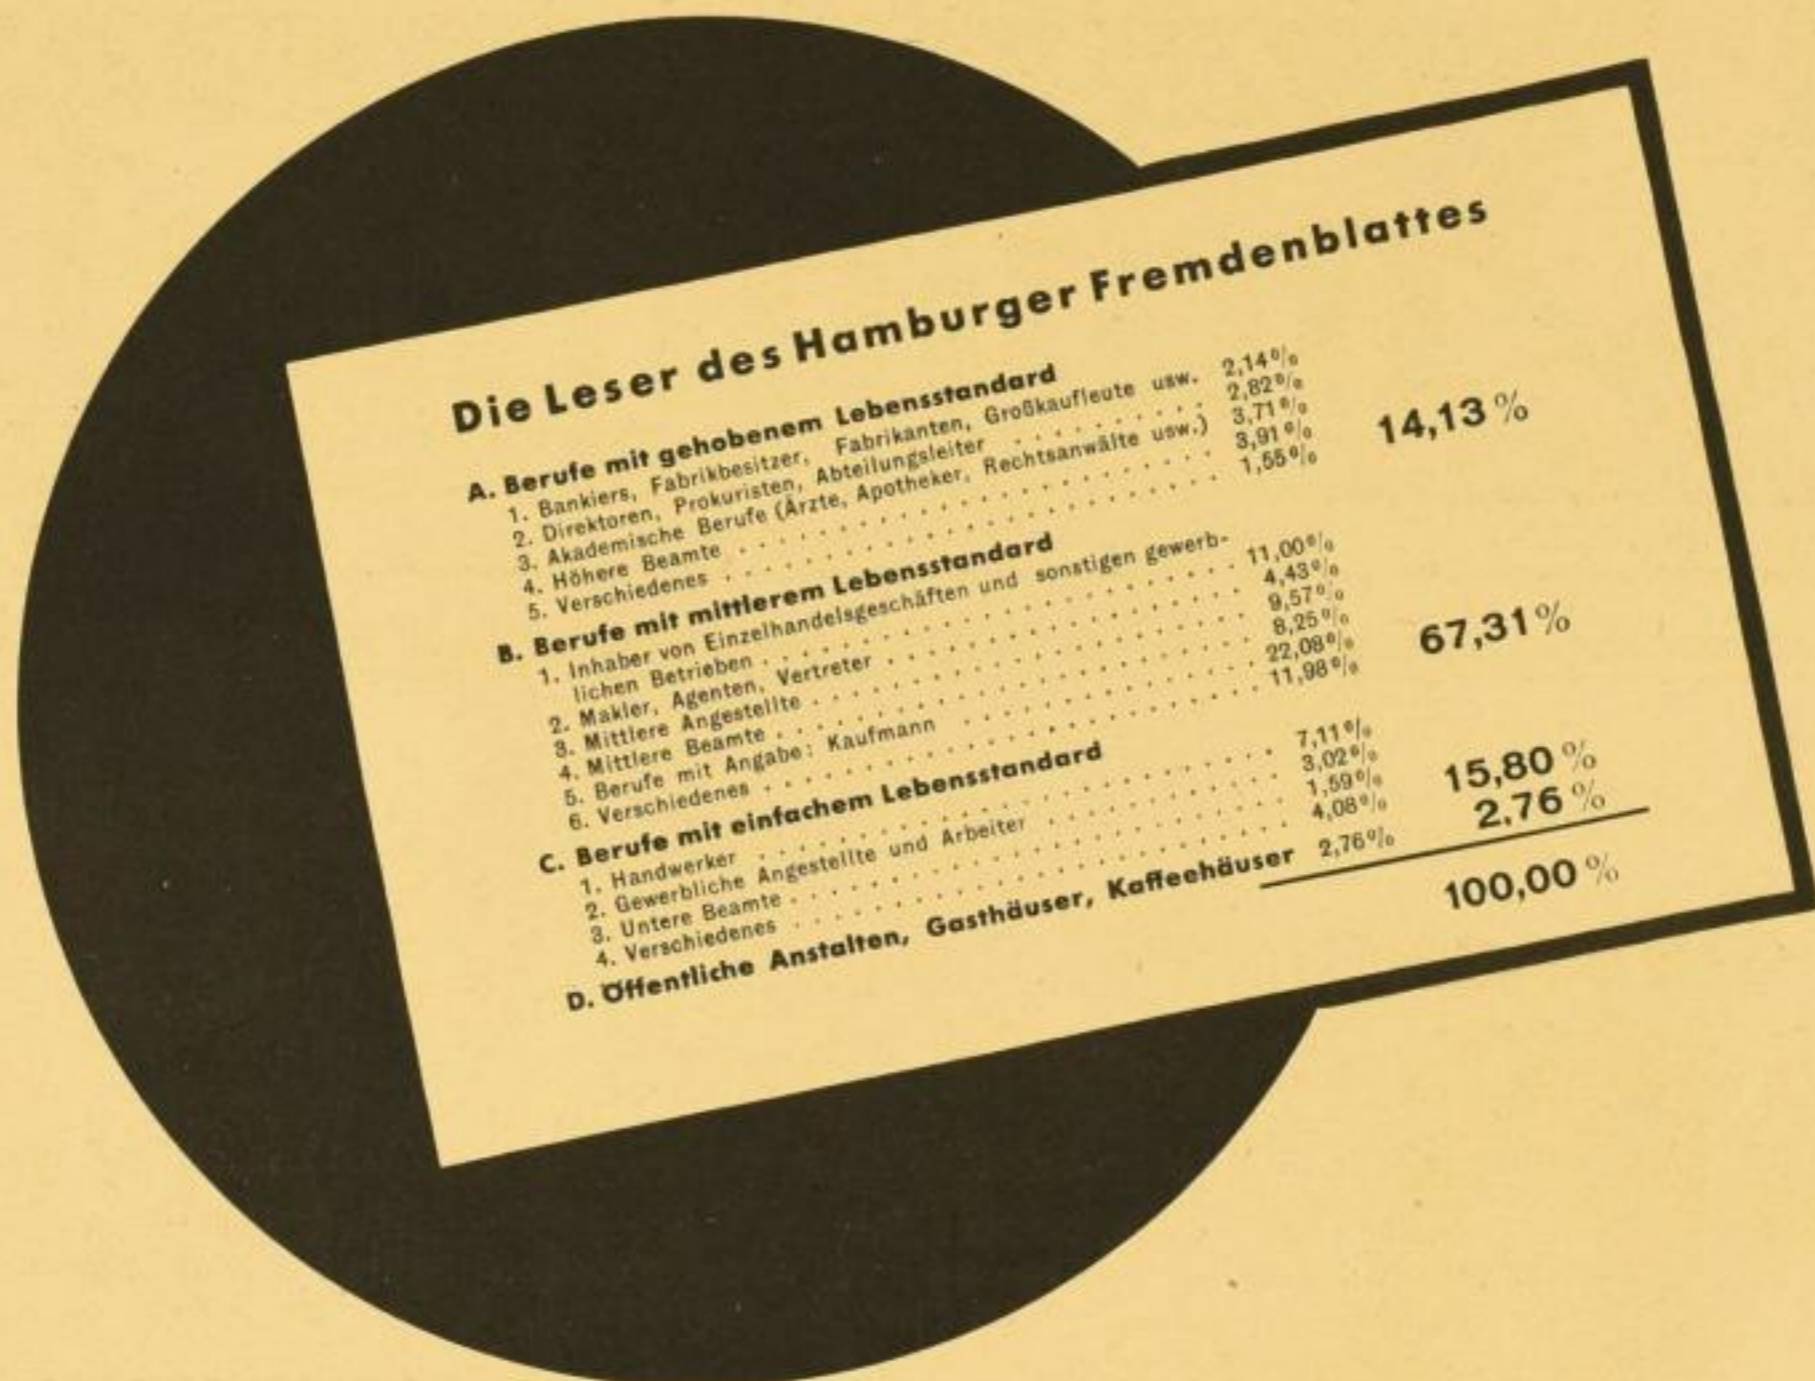 Die Leser des Hamburger Fremdenblattes
A. Berufe mit gehobenem Lebensstandard
1. Bankiers, Fabrikbesitzer, Fabrikanten, Großkaufleute usw. 2,14%
2. Direktoren, Prokuristen, Abteilungsleiter . . . . . . . . . . 2,82%
3. Akademische Berufe (Ärzte, Apotheker, Rechtsanwälte usw.) 3,71% 14,13%
4. Höhere Beamte . . . . . . . . . . . . . . . . . . . . 3,91%
5. Verschiedenes . . . . . . . . . . . . . . . . . . . . 1,55%
B. Berufe mit mittlerem Lebensstandard
1. Inhaber von Einzelhandelsgeschäften und sonstigen gewerb-
lichen Betrieben . . . . . . . . . . . . . . . . . . . . 11,00%
2. Makler, Agenten, Vertreter . . . . . . . . . . . . . . . . 4,43%
3. Mittlere Angestellte . . . . . . . . . . . . . . . . . . . . 9,57% 67,31%
4. Mittlere Beamte . . . . . . . . . . . . . . . . . . . . 8,25%
5. Berufe mit Angabe: Kaufmann . . . . . . . . . . . . . . 22,08%
6. Verschiedenes . . . . . . . . . . . . . . . . . . . . 11,98%
C. Berufe mit einfachem Lebensstandard
1. Handwerker . . . . . . . . . . . . . . . . . . . . 7,11%
2. Gewerbliche Angestellte und Arbeiter . . . . . . . . . . 3,02%
3. Untere Beamte . . . . . . . . . . . . . . . . . . . . 1,59% 15,80%
4. Verschiedenes . . . . . . . . . . . . . . . . . . . . 4,08%
D. Öffentliche Anstalten, Gasthäuser, Kaffeehäuser 2,76% 2,76%
100,00%